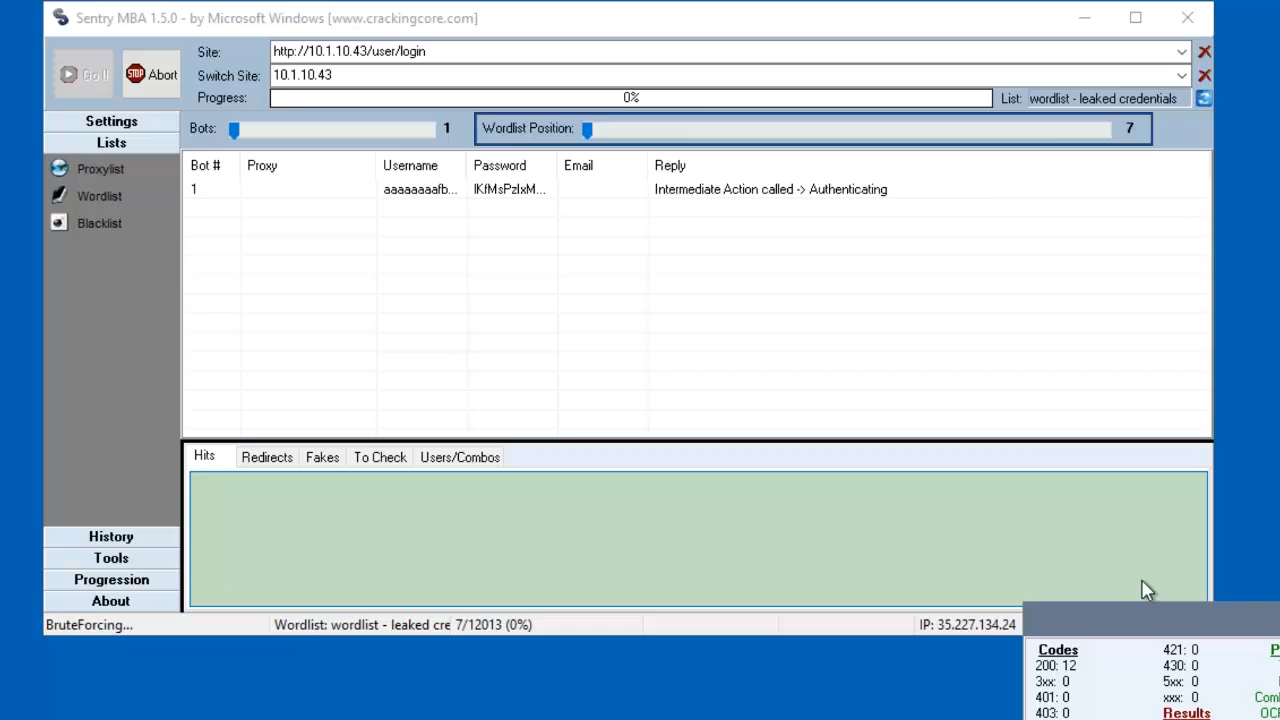 Sentry MBA 1.5.0 - by Microsoft Windows [www.crackingcore.com]
Go !! Abort
STOP
Site: http://10.1.10.43/user/login
Switch Site: 10.1.10.43
Progress: 0% List: wordlist - leaked credentials
Settings
Bots: 1 Wordlist Position: 7
Lists
Bot # Proxy Username Password Email Reply
1 aaaaaaaafb... IKfMsPzIxM... Intermediate Action called -> Authenticating
Proxylist
Wordlist
Blacklist
Hits Redirects Fakes To Check Users/Combos
History
Tools
Progression
About
BruteForcing... Wordlist: wordlist - leaked cre 7/12013 (0%) IP: 35.227.134.24
Codes 421: 0
200: 12 430: 0
3xx: 0 5xx: 0
401: 0 xxx: 0
403: 0 Results